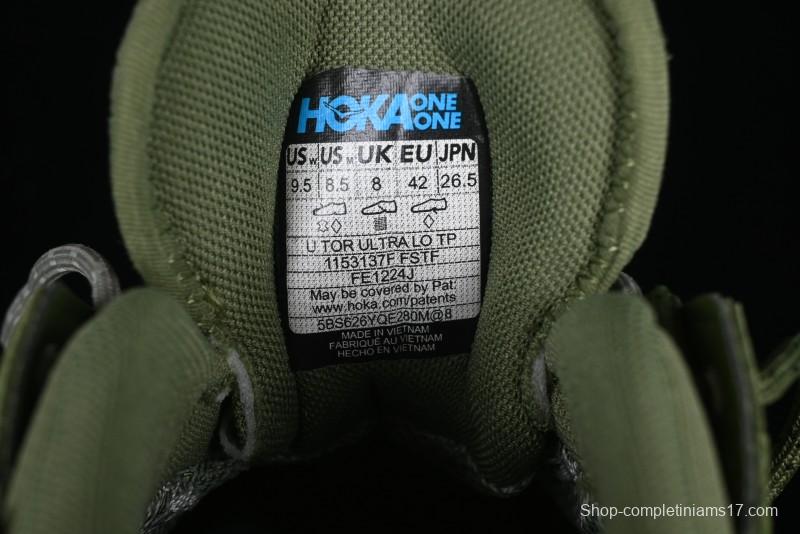 HOKA ONE ONE
US W US M UK EU JPN
9.5 8.5 8 42 26.5
U TOR ULTRA LO TP
1153137F FSTF
FE1224J
May be covered by Pat.
www.hoka.com/patents
5BS626YQE280M@8
MADE IN VIETNAM
FABRIQUÉ AU VIETNAM
HECHO EN VIETNAM
Shop-completiniams17.com/